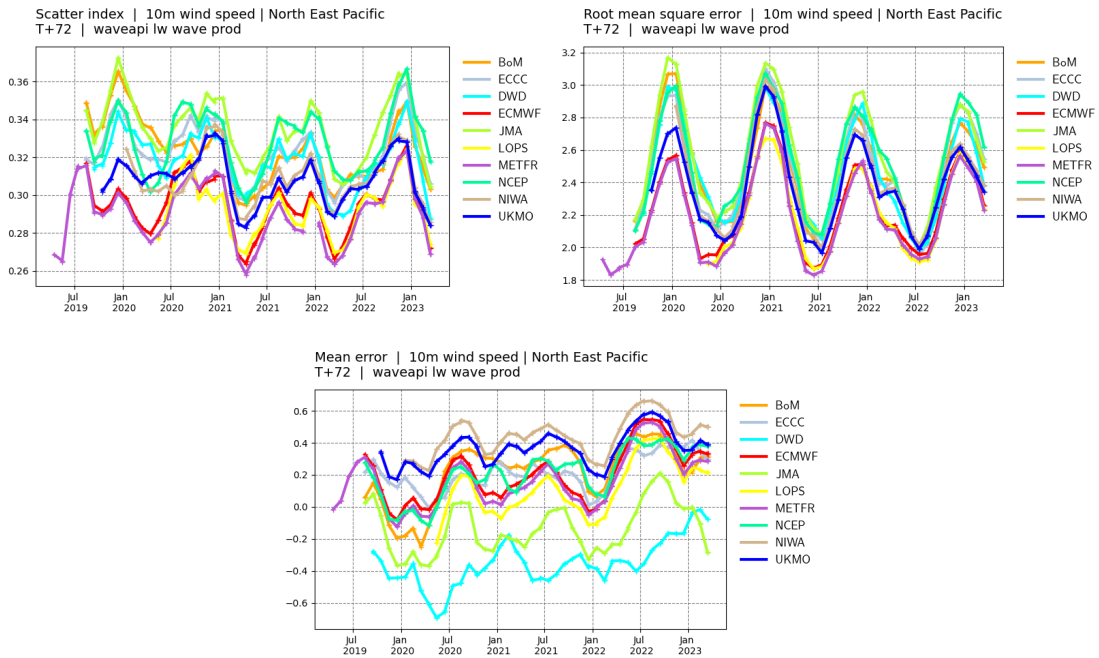 Scatter index | 10m wind speed | North East Pacific
T+72 | waveapi lw wave prod
0.36
0.34
0.32
0.30
0.28
0.26
Jul
2019
Jan
2020
Jul
2020
Jan
2021
Jul
2021
Jan
2022
Jul
2022
Jan
2023
BoM
ECCC
DWD
ECMWF
JMA
LOPS
METFR
NCEP
NIWA
UKMO
Root mean square error | 10m wind speed | North East Pacific
T+72 | waveapi lw wave prod
3.2
3.0
2.8
2.6
2.4
2.2
2.0
1.8
Jul
2019
Jan
2020
Jul
2020
Jan
2021
Jul
2021
Jan
2022
Jul
2022
Jan
2023
BoM
ECCC
DWD
ECMWF
JMA
LOPS
METFR
NCEP
NIWA
UKMO
Mean error | 10m wind speed | North East Pacific
T+72 | waveapi lw wave prod
0.6
0.4
0.2
0.0
−0.2
−0.4
−0.6
Jul
2019
Jan
2020
Jul
2020
Jan
2021
Jul
2021
Jan
2022
Jul
2022
Jan
2023
BoM
ECCC
DWD
ECMWF
JMA
LOPS
METFR
NCEP
NIWA
UKMO